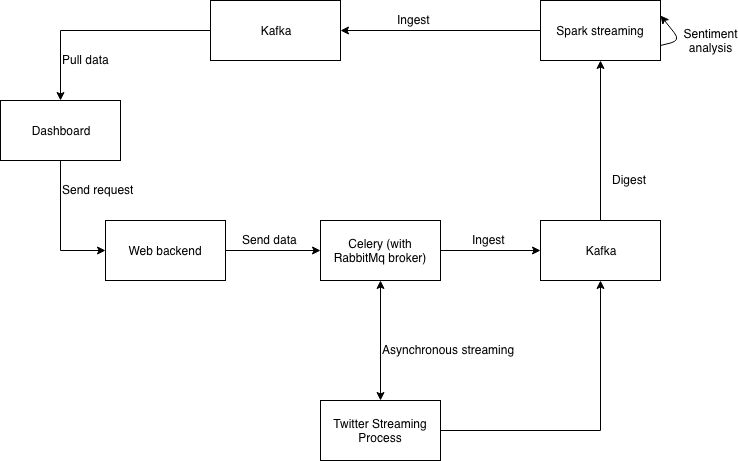 Kafka
Ingest
Spark streaming
Sentiment
analysis
Pull data
Dashboard
Digest
Send request
Web backend
Send data
Celery (with
RabbitMq broker)
Ingest
Kafka
Asynchronous streaming
Twitter Streaming
Process